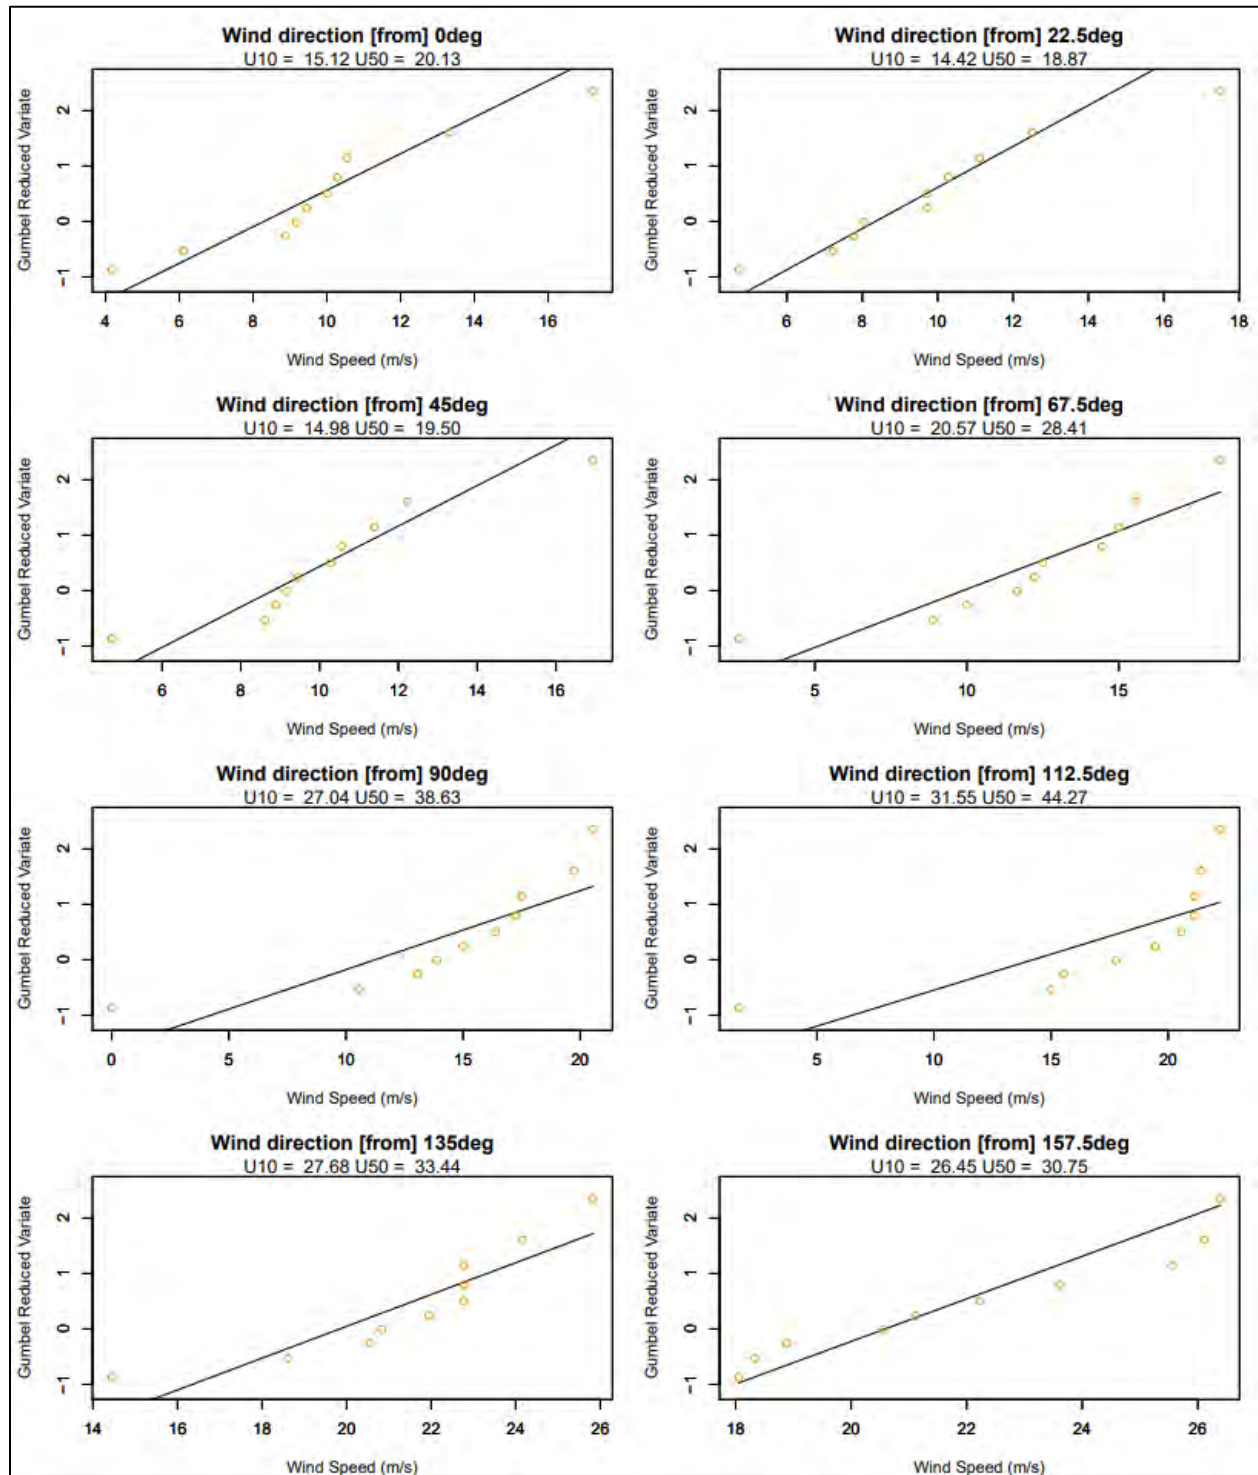 Wind direction [from] 0deg
U10 = 15.12 U50 = 20.13
Gumbel Reduced Variate
2
1
0
−1
4 6 8 10 12 14 16
Wind Speed (m/s)
Wind direction [from] 22.5deg
U10 = 14.42 U50 = 18.87
Gumbel Reduced Variate
2
1
0
−1
6 8 10 12 14 16 18
Wind Speed (m/s)
Wind direction [from] 45deg
U10 = 14.98 U50 = 19.50
Gumbel Reduced Variate
2
1
0
−1
6 8 10 12 14 16
Wind Speed (m/s)
Wind direction [from] 67.5deg
U10 = 20.57 U50 = 28.41
Gumbel Reduced Variate
2
1
0
−1
5 10 15
Wind Speed (m/s)
Wind direction [from] 90deg
U10 = 27.04 U50 = 38.63
Gumbel Reduced Variate
2
1
0
−1
0 5 10 15 20
Wind Speed (m/s)
Wind direction [from] 112.5deg
U10 = 31.55 U50 = 44.27
Gumbel Reduced Variate
2
1
0
−1
5 10 15 20
Wind Speed (m/s)
Wind direction [from] 135deg
U10 = 27.68 U50 = 33.44
Gumbel Reduced Variate
2
1
0
−1
14 16 18 20 22 24 26
Wind Speed (m/s)
Wind direction [from] 157.5deg
U10 = 26.45 U50 = 30.75
Gumbel Reduced Variate
2
1
0
−1
18 20 22 24 26
Wind Speed (m/s)